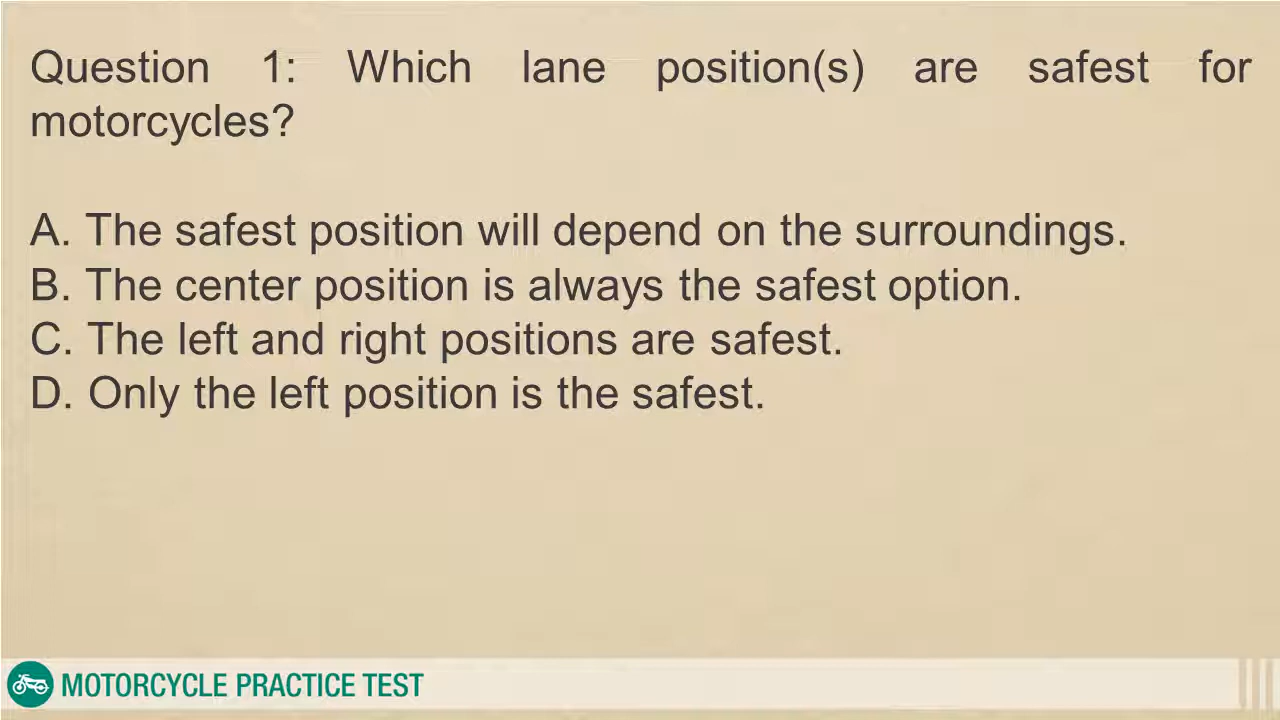 Question 1: Which lane position(s) are safest for
motorcycles?
A. The safest position will depend on the surroundings.
B. The center position is always the safest option.
C. The left and right positions are safest.
D. Only the left position is the safest.
MOTORCYCLE PRACTICE TEST